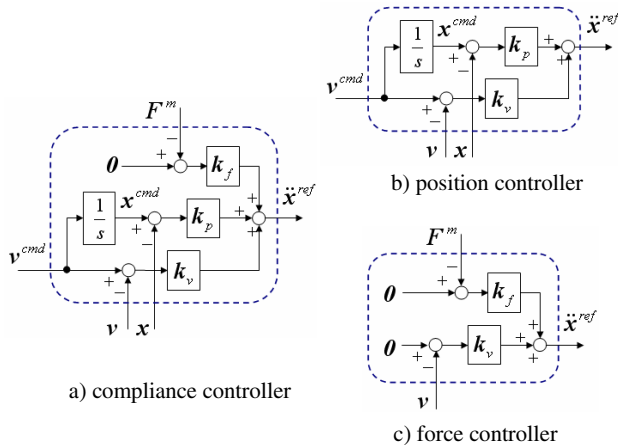 F^m
−
0
+
k_f
1
s
x^cmd
+
−
k_p
+
+
+
ẍ^ref
v^cmd
+
−
k_v
v
x
a) compliance controller
1
s
x^cmd
+
−
k_p
+
+
ẍ^ref
v^cmd
+
−
k_v
v
x
b) position controller
F^m
−
0
+
k_f
0
+
−
k_v
+
+
ẍ^ref
v
c) force controller